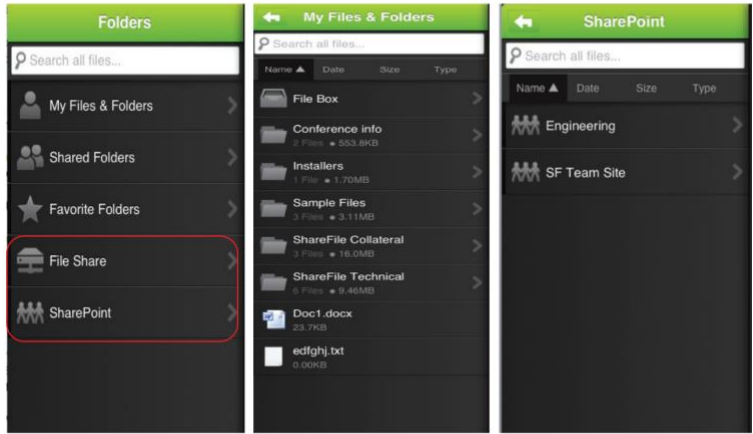 Folders
Search all files...
My Files & Folders
Shared Folders
Favorite Folders
File Share
SharePoint
My Files & Folders
Search all files...
Name ▲ Date Size Type
File Box
Conference info
2 Files • 553.8KB
Installers
1 File • 1.70MB
Sample Files
3 Files • 3.11MB
ShareFile Collateral
3 Files • 16.0MB
ShareFile Technical
6 Files • 9.46MB
Doc1.docx
23.7KB
edfghj.txt
0.00KB
SharePoint
Search all files...
Name ▲ Date Size Type
Engineering
SF Team Site